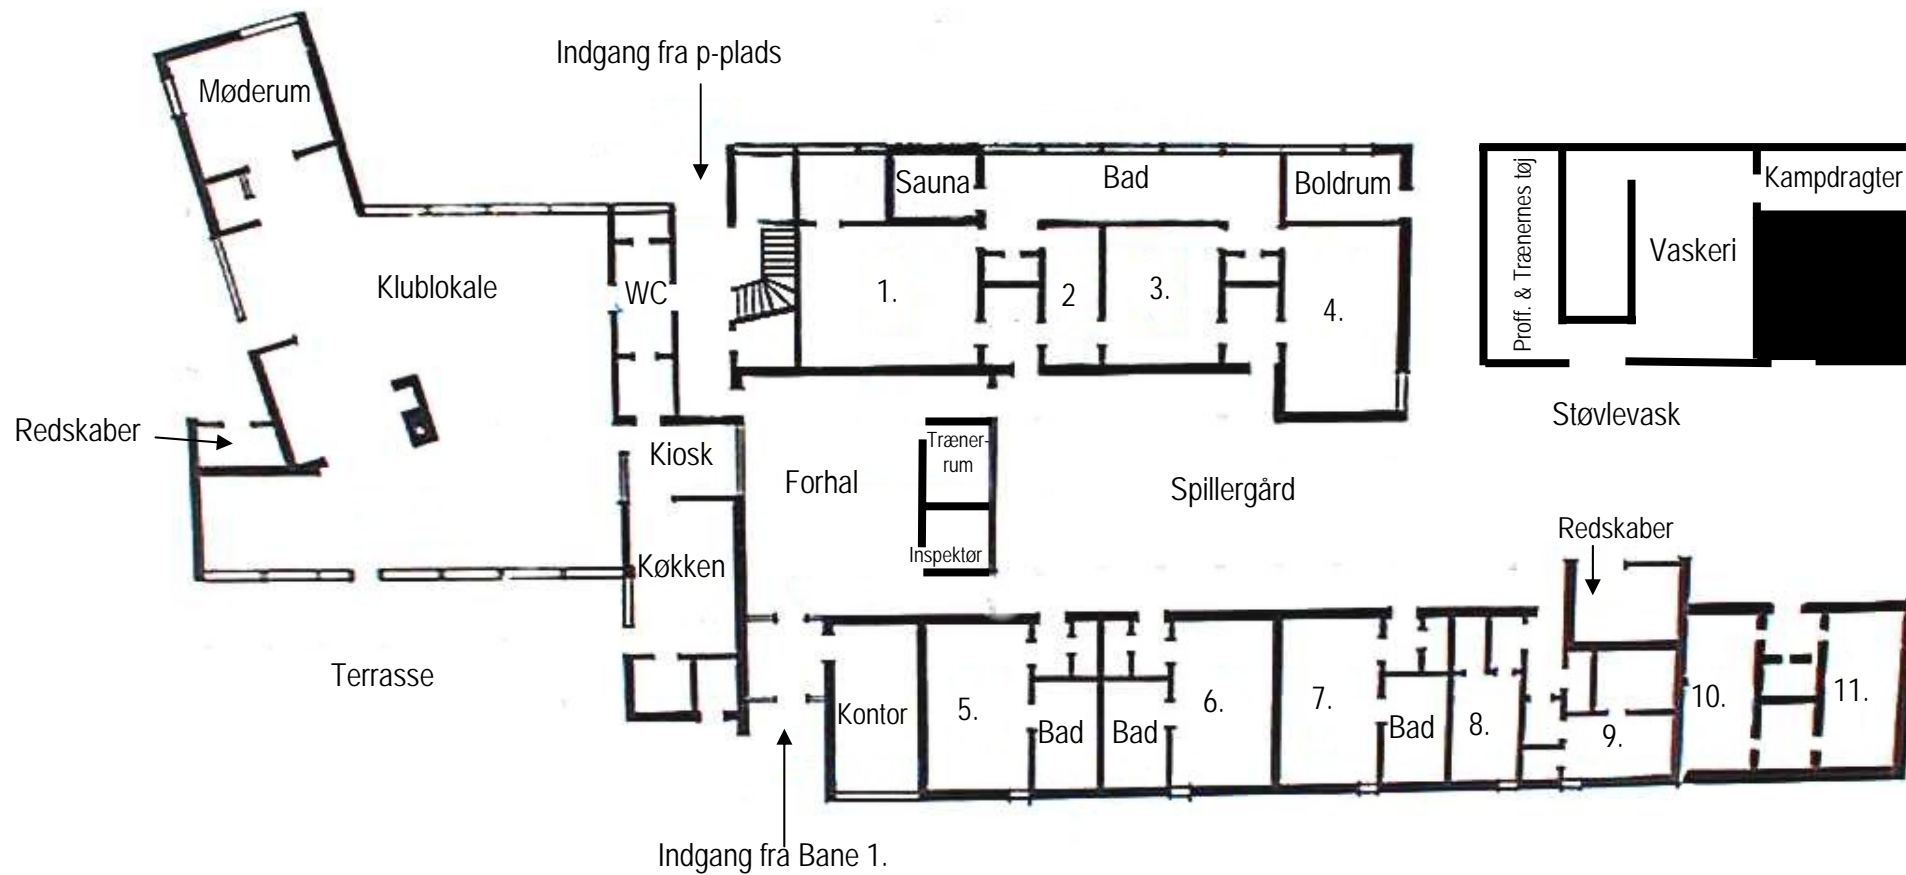 Indgang fra p-plads
Møderum
Sauna
Bad
Boldrum
Proff. & Trænernes tøj
Kampdragter
Vaskeri
Klublokale
WC
1.
2
3.
4.
Redskaber
Kiosk
Træner-
rum
Støvlevask
Forhal
Spillergård
Redskaber
Inspektør
Køkken
Terrasse
Kontor
5.
Bad
Bad
6.
7.
Bad
8.
9.
10.
11.
Indgang fra Bane 1.